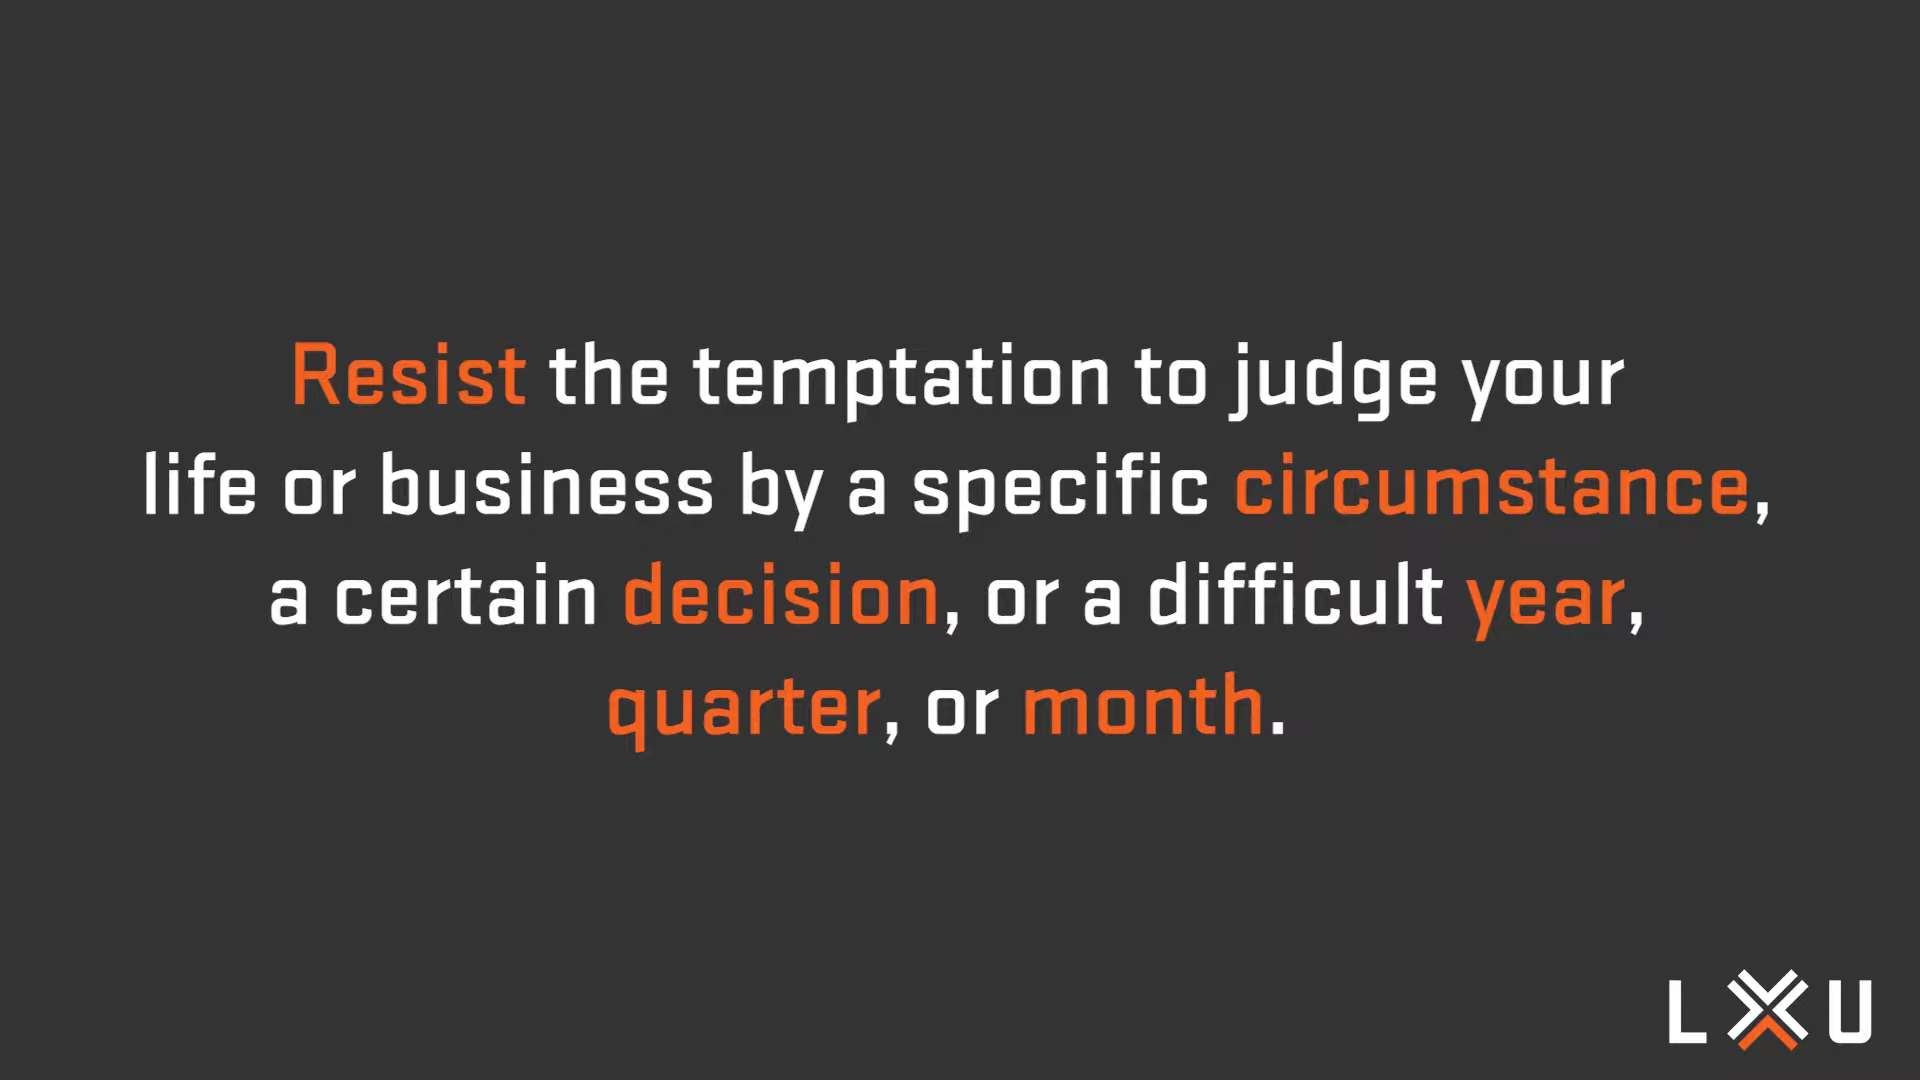 Resist the temptation to judge your
life or business by a specific circumstance,
a certain decision, or a difficult year,
quarter, or month.
LXU